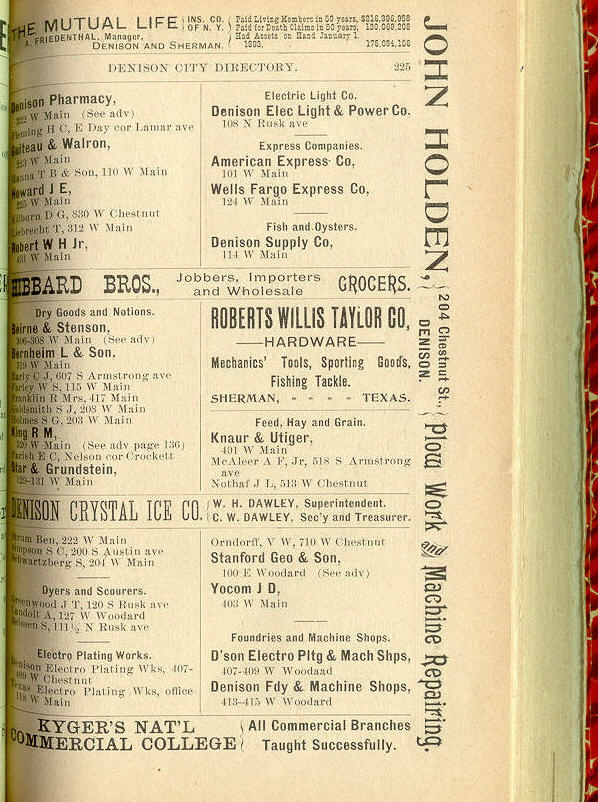 THE MUTUAL LIFE { INS. CO. OF N. Y. {
A. FRIEDENTHAL, Manager,
DENISON AND SHERMAN.
Paid Living Members in 50 years, $216,396,958
Paid for Death Claims in 50 years, 130,069,208
Had Assets on Hand January 1
1893, 175,084,156
DENISON CITY DIRECTORY. 225
Denison Pharmacy,
322 W Main (See adv)
Fleming H C, E Day cor Lamar ave
Guiteau & Walron,
223 W Main
Hanna T B & Son, 110 W Main
Howard J E,
225 W Main
Kilburn D G, 830 W Chestnut
Liebrecht T, 312 W Main
Robert W H Jr,
431 W Main
Electric Light Co.
Denison Elec Light & Power Co,
108 N Rusk ave
Express Companies.
American Express Co,
101 W Main
Wells Fargo Express Co,
124 W Main
Fish and Oysters.
Denison Supply Co,
114 W Main
HIBBARD BROS., Jobbers, Importers and Wholesale GROCERS.
Dry Goods and Notions.
Beirne & Stenson,
306-308 W Main (See adv)
Bernheim L & Son,
319 W Main
Early C J, 607 S Armstrong ave
Farley W S, 115 W Main
Franklin R Mrs, 417 Main
Goldsmith S J, 208 W Main
Holmes S G, 203 W Main
King R M,
320 W Main (See adv page 136)
Parish E C, Nelson cor Crockett
Star & Grundstein,
129-131 W Main
ROBERTS WILLIS TAYLOR CO,
—HARDWARE—
Mechanics' Tools, Sporting Goods,
Fishing Tackle.
SHERMAN, - - - - TEXAS.
Feed, Hay and Grain.
Knaur & Utiger,
401 W Main
McAleer A F, Jr, 518 S Armstrong
ave
Nothaf J L, 513 W Chestnut
DENISON CRYSTAL ICE CO. { W. H. DAWLEY, Superintendent.
C. W. DAWLEY, Sec'y and Treasurer.
Ben, 222 W Main
Simpson S C, 200 S Austin ave
Schwartzberg S, 204 W Main
Dyers and Scourers.
Greenwood J T, 120 S Rusk ave
Landolt A, 127 W Woodard
S, 111½ N Rusk ave
Electro Plating Works.
Denison Electro Plating Wks, 407-
409 W Chestnut
Texas Electro Plating Wks, office
118 W Main
Orndorff, V W, 710 W Chestnut
Stanford Geo & Son,
100 E Woodard (See adv)
Yocom J D,
403 W Main
Foundries and Machine Shops.
D'son Electro Pltg & Mach Shps,
407-409 W Woodaad
Denison Fdy & Machine Shops,
413-415 W Woodard
KYGER'S NAT'L
COMMERCIAL COLLEGE { All Commercial Branches
Taught Successfully.
JOHN HOLDEN, { 204 Chestnut St., DENISON. } Plow Work and Machine Repairing.